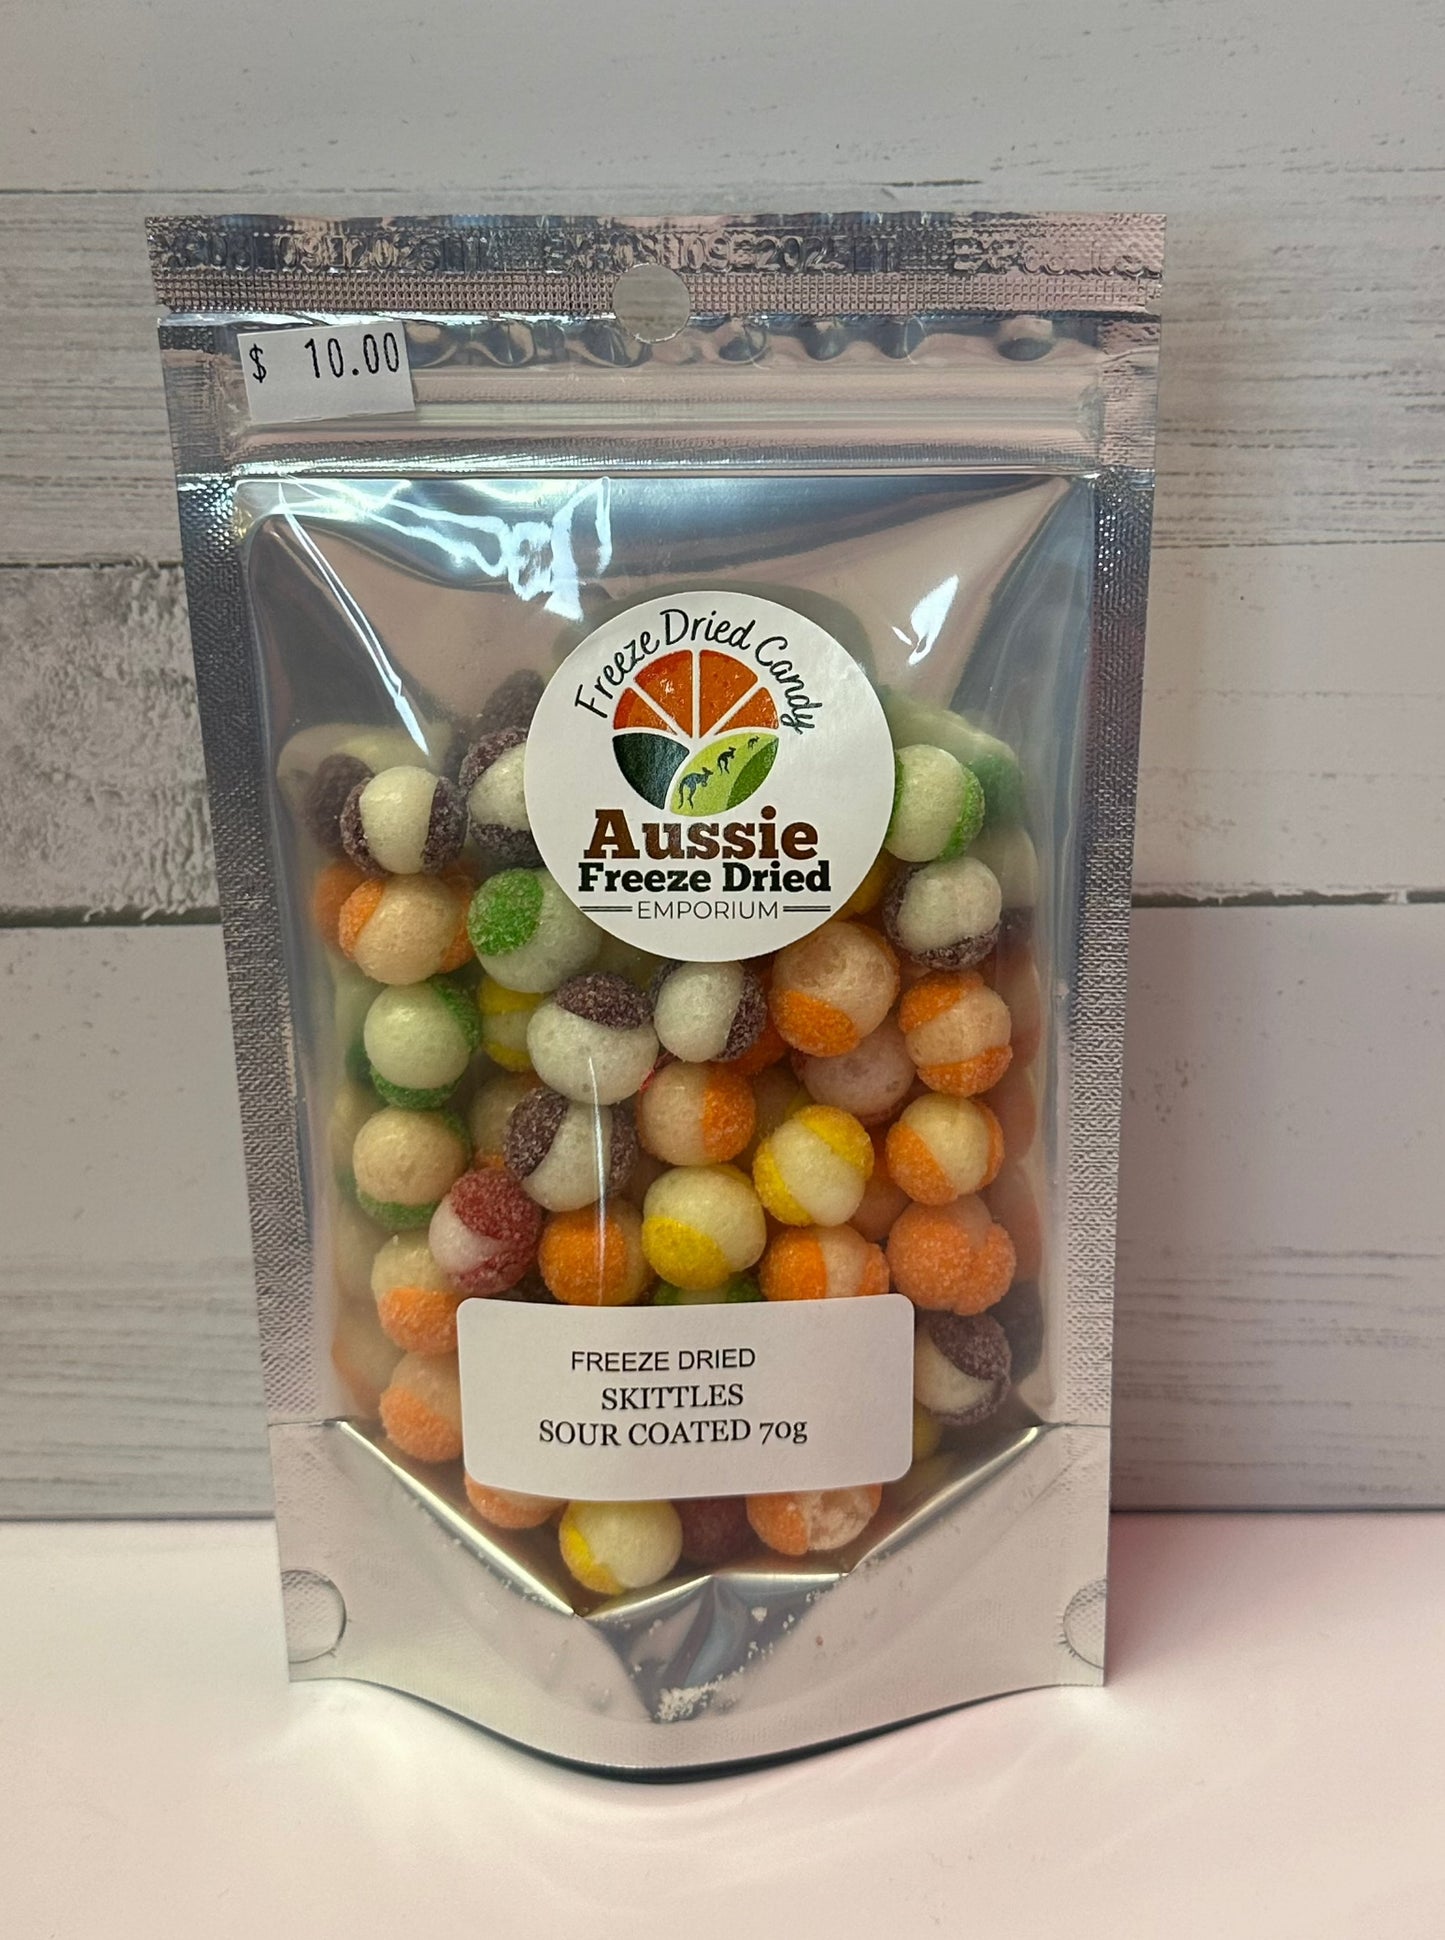 $ 10.00
Freeze Dried Candy
Aussie
Freeze Dried
EMPORIUM
FREEZE DRIED
SKITTLES
SOUR COATED 70g